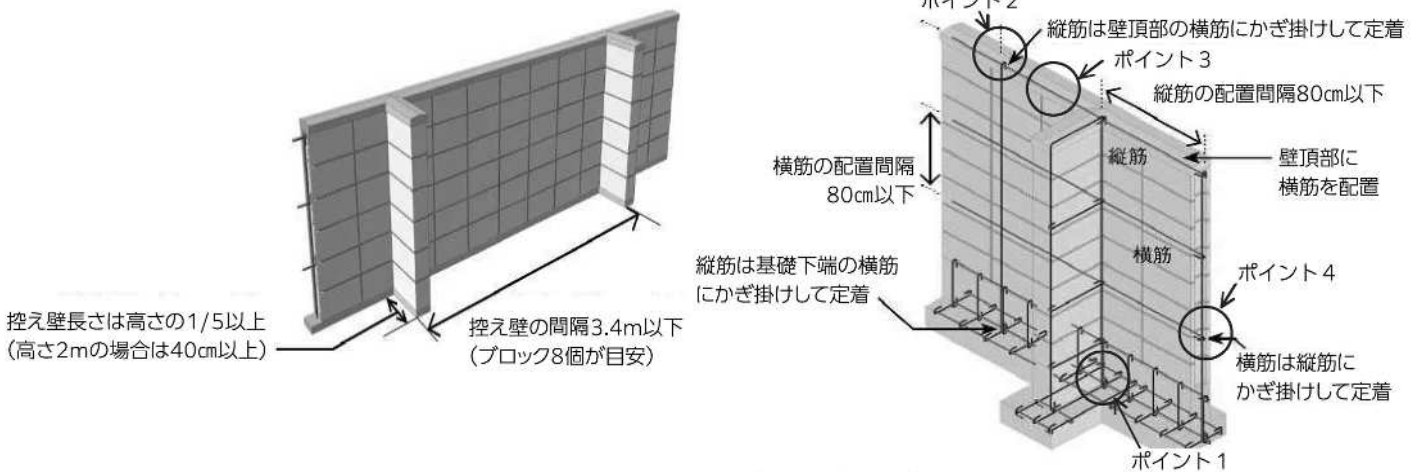 控え壁長さは高さの1/5以上
(高さ2mの場合は40㎝以上)
控え壁の間隔3.4m以下
(ブロック8個が目安)
ポイント2
縦筋は壁頂部の横筋にかぎ掛けして定着
ポイント3
縦筋の配置間隔80㎝以下
横筋の配置間隔
80㎝以下
縦筋
壁頂部に
横筋を配置
横筋
縦筋は基礎下端の横筋
にかぎ掛けして定着
ポイント4
横筋は縦筋に
かぎ掛けして定着
ポイント1